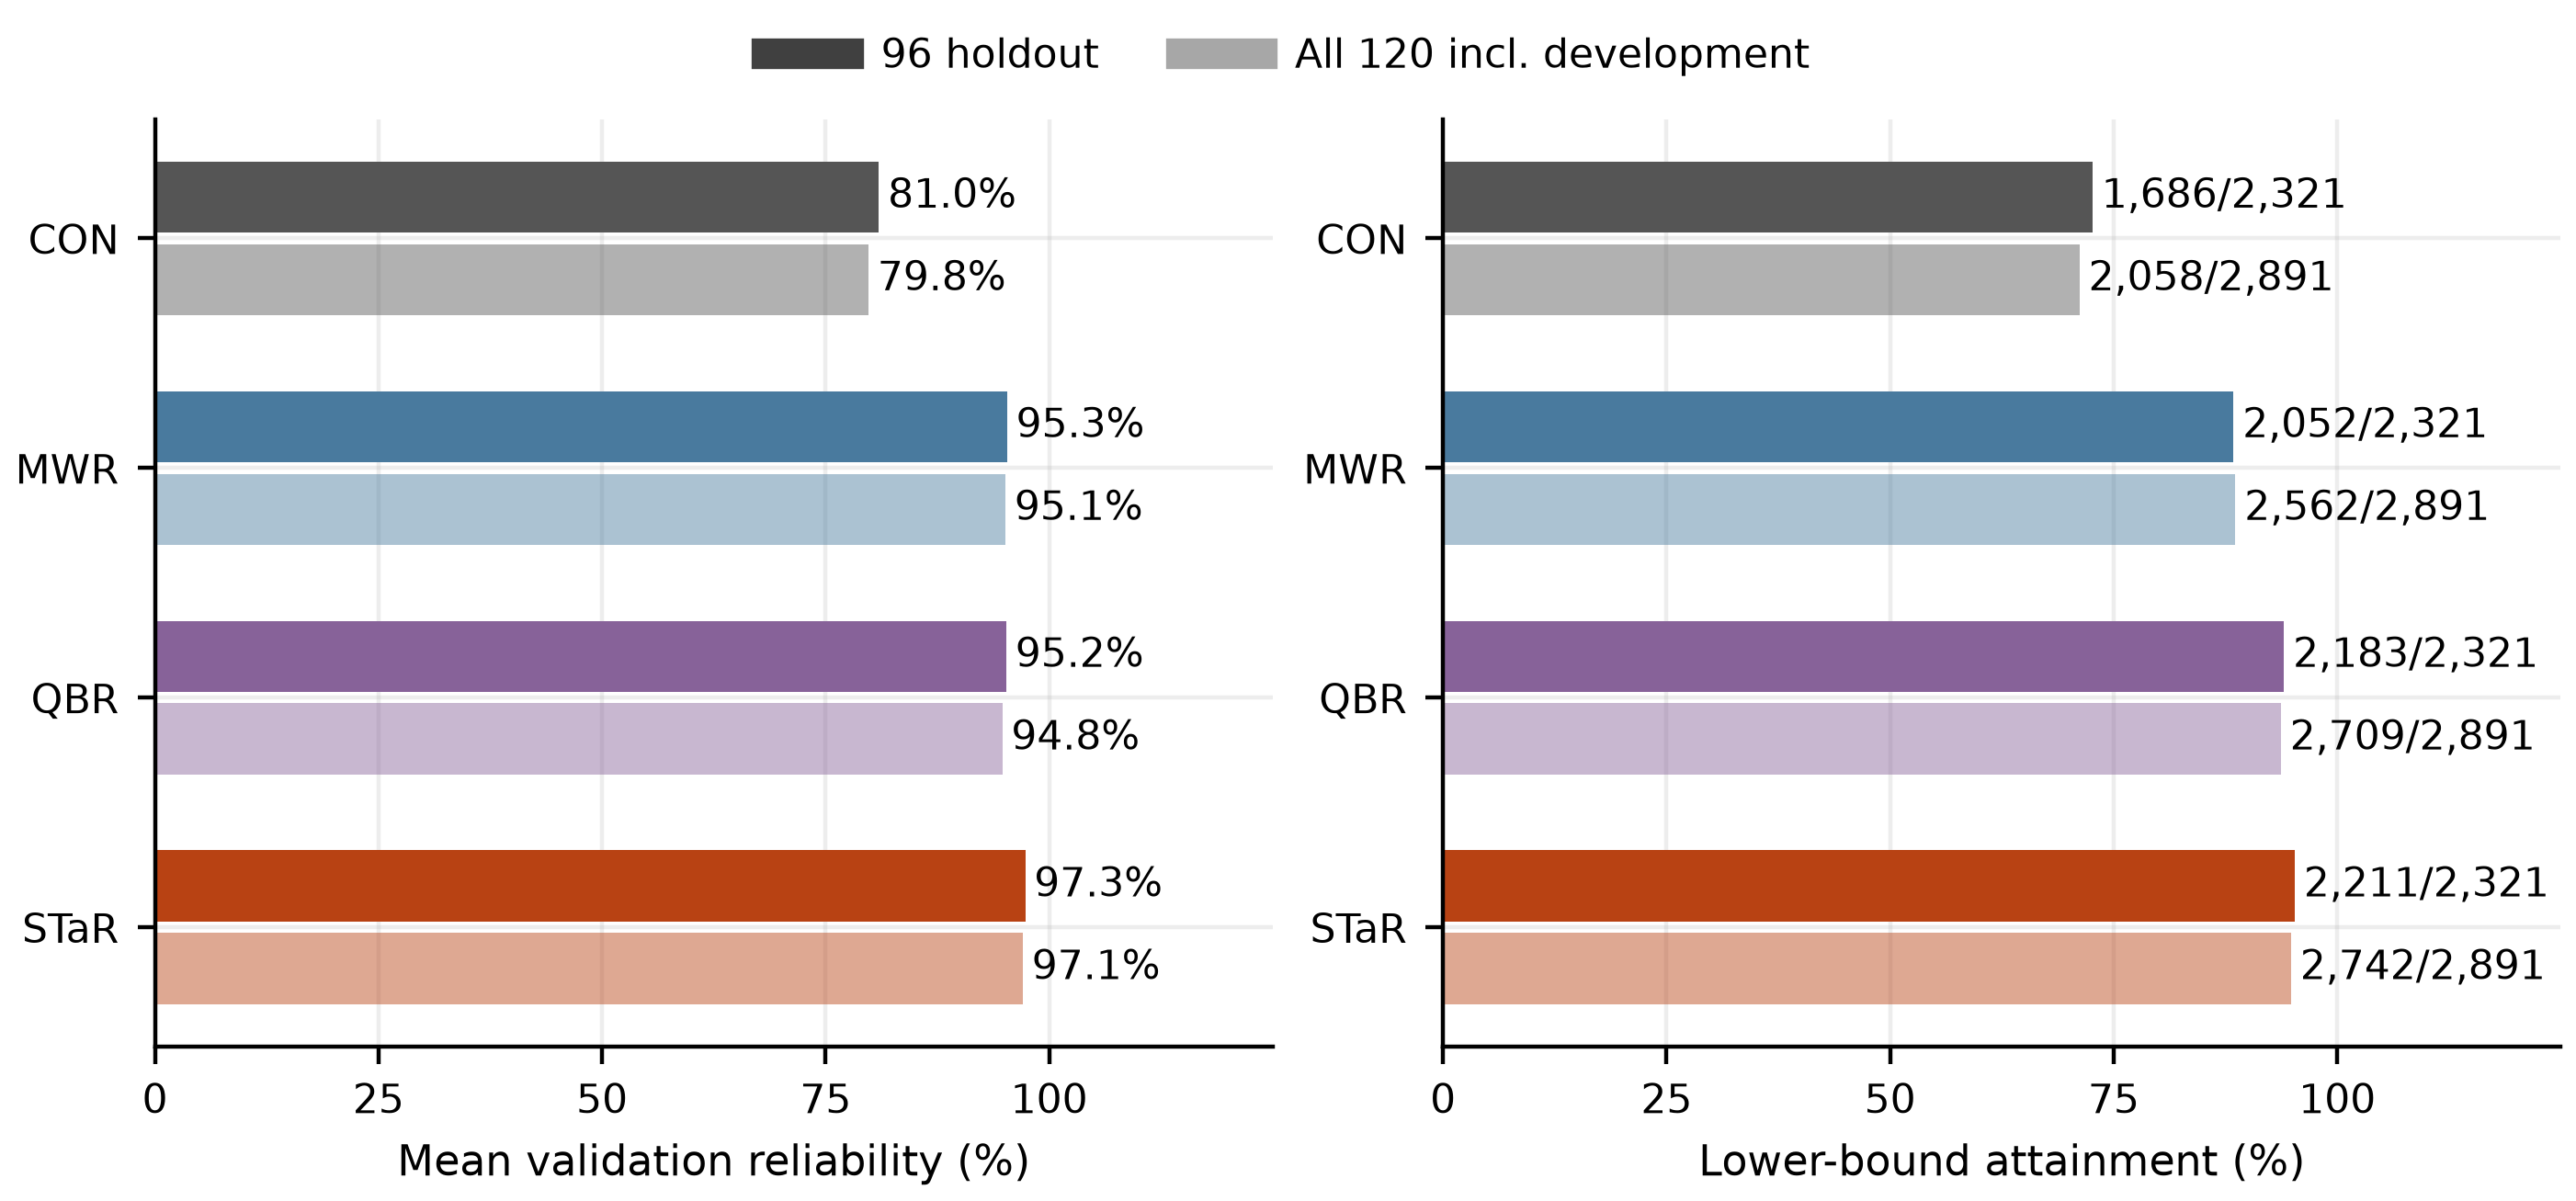 96 holdout
All 120 incl. development
CON
81.0%
79.8%
MWR
95.3%
95.1%
QBR
95.2%
94.8%
STaR
97.3%
97.1%
0 25 50 75 100
Mean validation reliability (%)
CON
1,686/2,321
2,058/2,891
MWR
2,052/2,321
2,562/2,891
QBR
2,183/2,321
2,709/2,891
STaR
2,211/2,321
2,742/2,891
0 25 50 75 100
Lower-bound attainment (%)